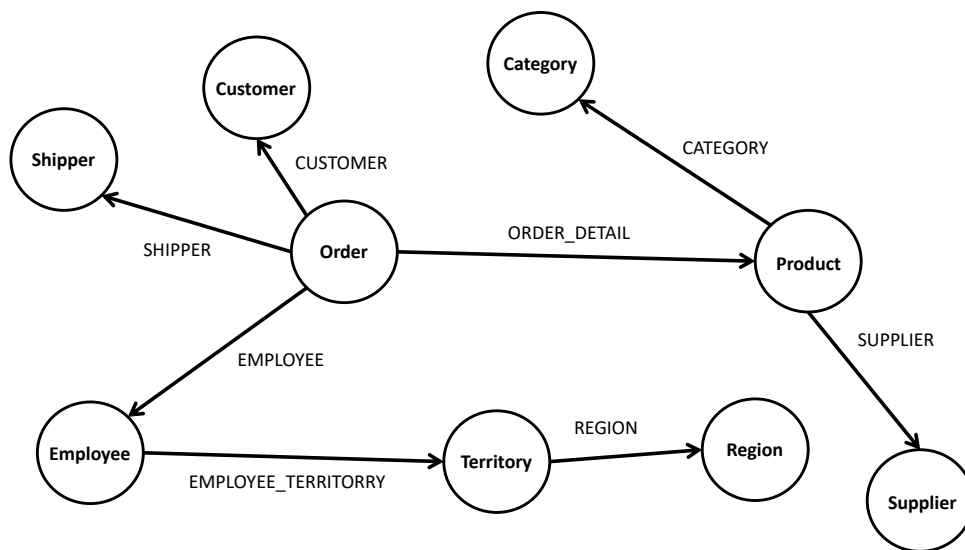 Customer
Category
Shipper
CUSTOMER
CATEGORY
SHIPPER
Order
ORDER_DETAIL
Product
EMPLOYEE
SUPPLIER
Employee
EMPLOYEE_TERRITORRY
Territory
REGION
Region
Supplier